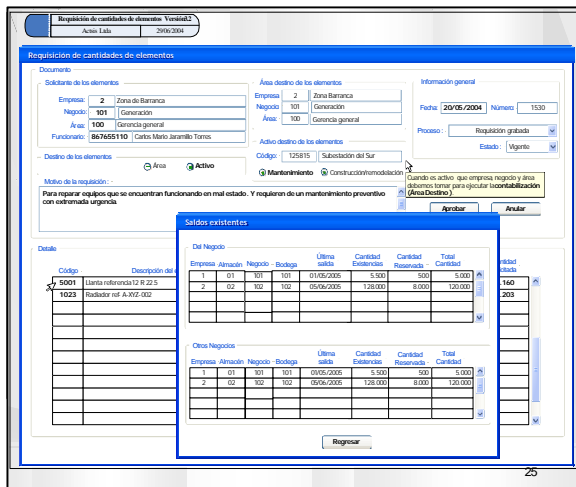 Requisición de cantidades de elementos Versión3.2
Actsis Ltda 29/06/2004
Requisición de cantidades de elementos
Documento
Solicitante de los elementos
Empresa: 2 Zona de Barranca
Negocio: 101 Generación
Área: 100 Gerencia general
Funcionario: 867655110 Carlos Mario Jaramillo Torres
Área destino de los elementos
Empresa 2 Zona Barranca
Negocio 101 Generación
Área: 100 Gerencia general
Información general
Fecha: 20/05/2004 Número: 1530
Proceso : Requisición grabada
Estado : Vigente
Destino de los elementos
Área Activo
Activo destino de los elementos
Código: 125815 Subestación del Sur
Mantenimiento Construcción/remodelación
Cuando es activo que empresa, negocio y área
debemos tomar para ejecutar la contabilización
(Área Destino ).
Motivo de la requisición :
Para reparar equipos que se encuentran funcionando en mal estado. Y requieren de un mantenimiento preventivo
con extremada urgencia
Aprobar Anular
Detalle
Código Descripción del
5001 Llanta referencia12 R 22.5 .160
1023 Radiador ref- A-XYZ-002 .203
Saldos existentes
Del Negocio
Empresa Almacén Negocio Bodega Última salida Cantidad Existencias Cantidad Reservada Total Cantidad
1 01 101 101 01/05/2005 5.500 500 5.000
2 02 102 102 05/06/2005 128.000 8.000 120.000
Otros Negocios
Empresa Almacén Negocio Bodega Última salida Cantidad Existencias Cantidad Reservada Total Cantidad
1 01 101 101 01/05/2005 5.500 500 5.000
2 02 102 102 05/06/2005 128.000 8.000 120.000
Regresar
25